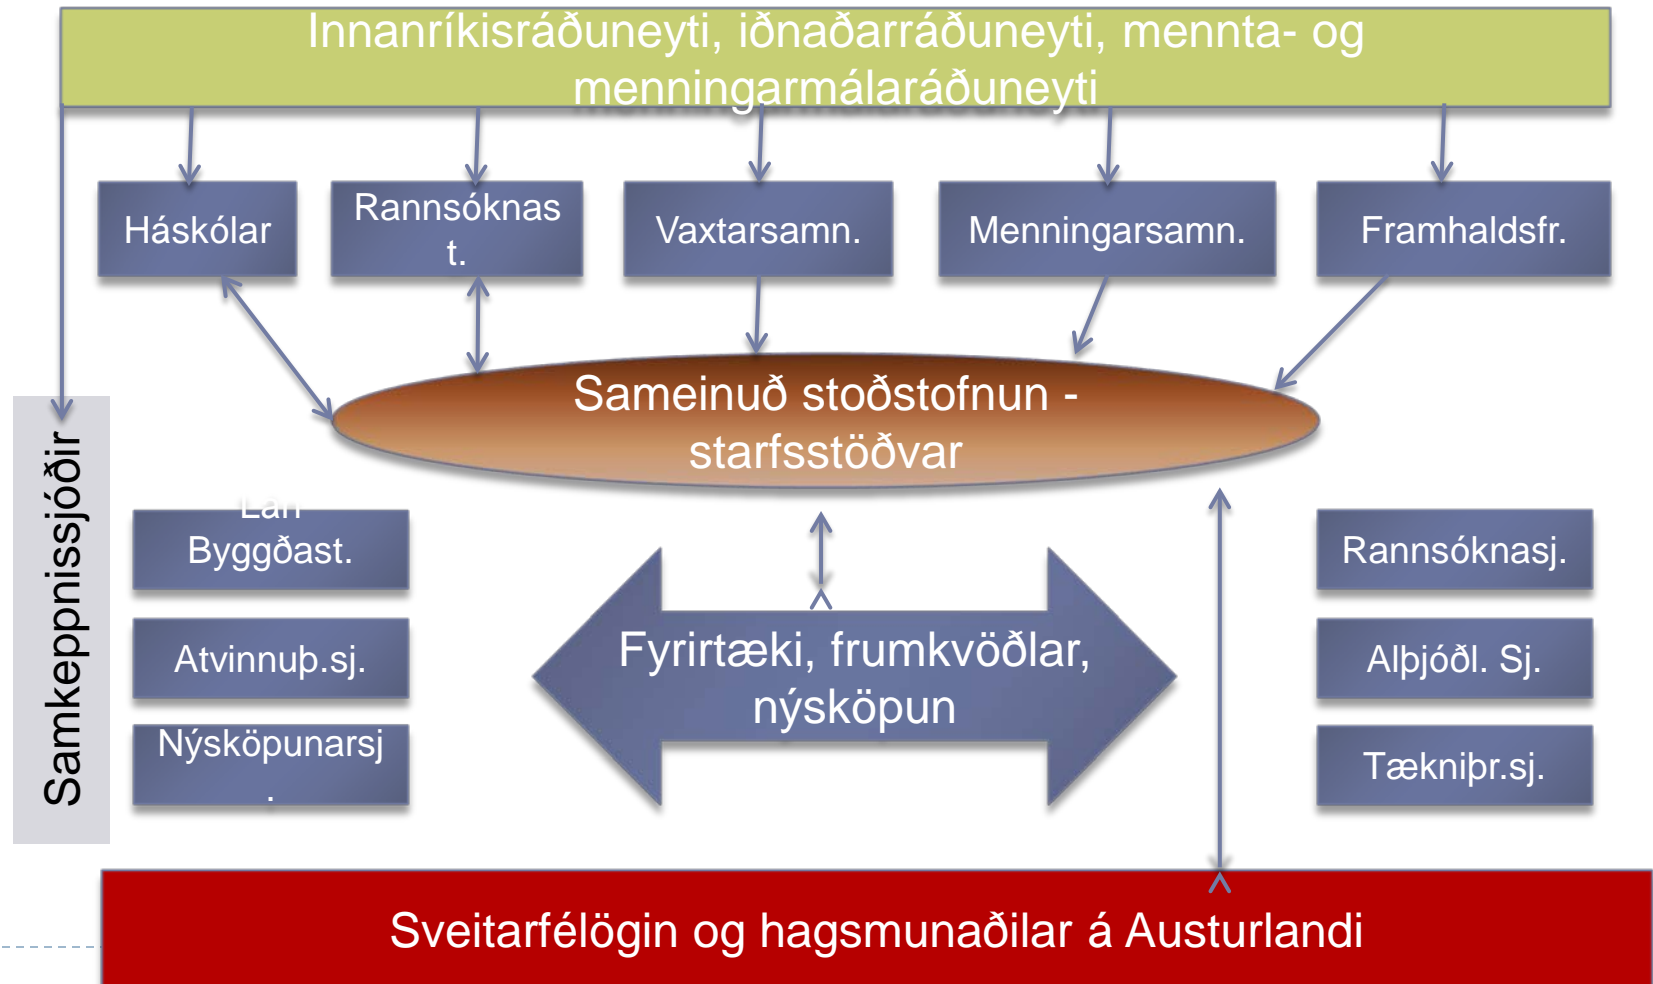 Innanríkisráðuneyti, iðnaðarráðuneyti, mennta- og
menningarmálaráðuneyti
Háskólar
Rannsóknas
t.
Vaxtarsamn.
Menningarsamn.
Framhaldsfr.
Sameinuð stoðstofnun -
starfsstöðvar
Samkeppnissjóðir
Lán
Byggðast.
Atvinnuþ.sj.
Nýsköpunarsj
.
Fyrirtæki, frumkvöðlar,
nýsköpun
Rannsóknasj.
Alþjóðl. Sj.
Tækniþr.sj.
Sveitarfélögin og hagsmunaðilar á Austurlandi